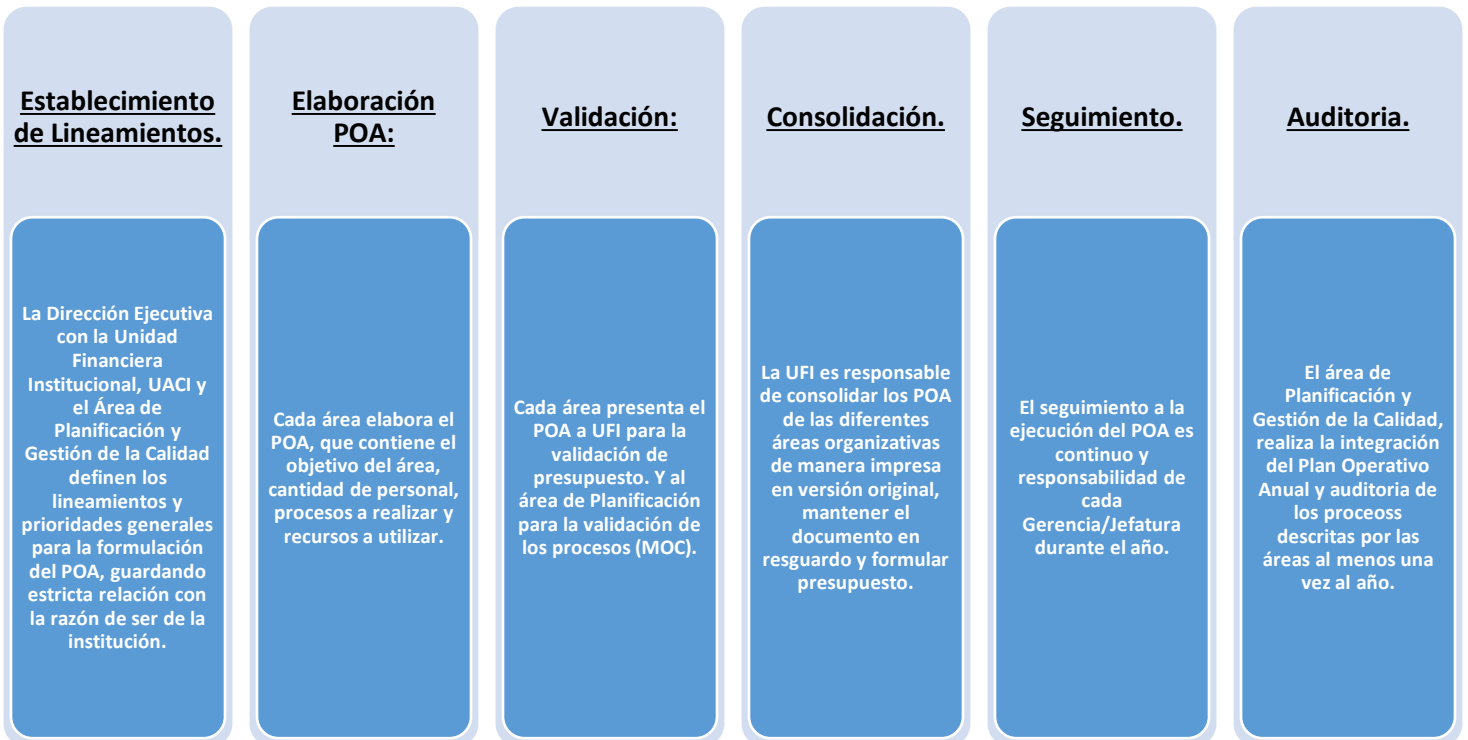 Establecimiento
de Lineamientos.
La Dirección Ejecutiva
con la Unidad
Financiera
Institucional, UACI y
el Área de
Planificación y
Gestión de la Calidad
definen los
lineamientos y
prioridades generales
para la formulación
del POA, guardando
estricta relación con
la razón de ser de la
institución.
Elaboración
POA:
Cada área elabora el
POA, que contiene el
objetivo del área,
cantidad de personal,
procesos a realizar y
recursos a utilizar.
Validación:
Cada área presenta el
POA a UFI para la
validación de
presupuesto. Y al
área de Planificación
para la validación de
los procesos (MOC).
Consolidación.
La UFI es responsable
de consolidar los POA
de las diferentes
áreas organizativas
de manera impresa
en versión original,
mantener el
documento en
resguardo y formular
presupuesto.
Seguimiento.
El seguimiento a la
ejecución del POA es
continuo y
responsabilidad de
cada
Gerencia/Jefatura
durante el año.
Auditoria.
El área de
Planificación y
Gestión de la Calidad,
realiza la integración
del Plan Operativo
Anual y auditoria de
los proceoss
descritas por las
áreas al menos una
vez al año.